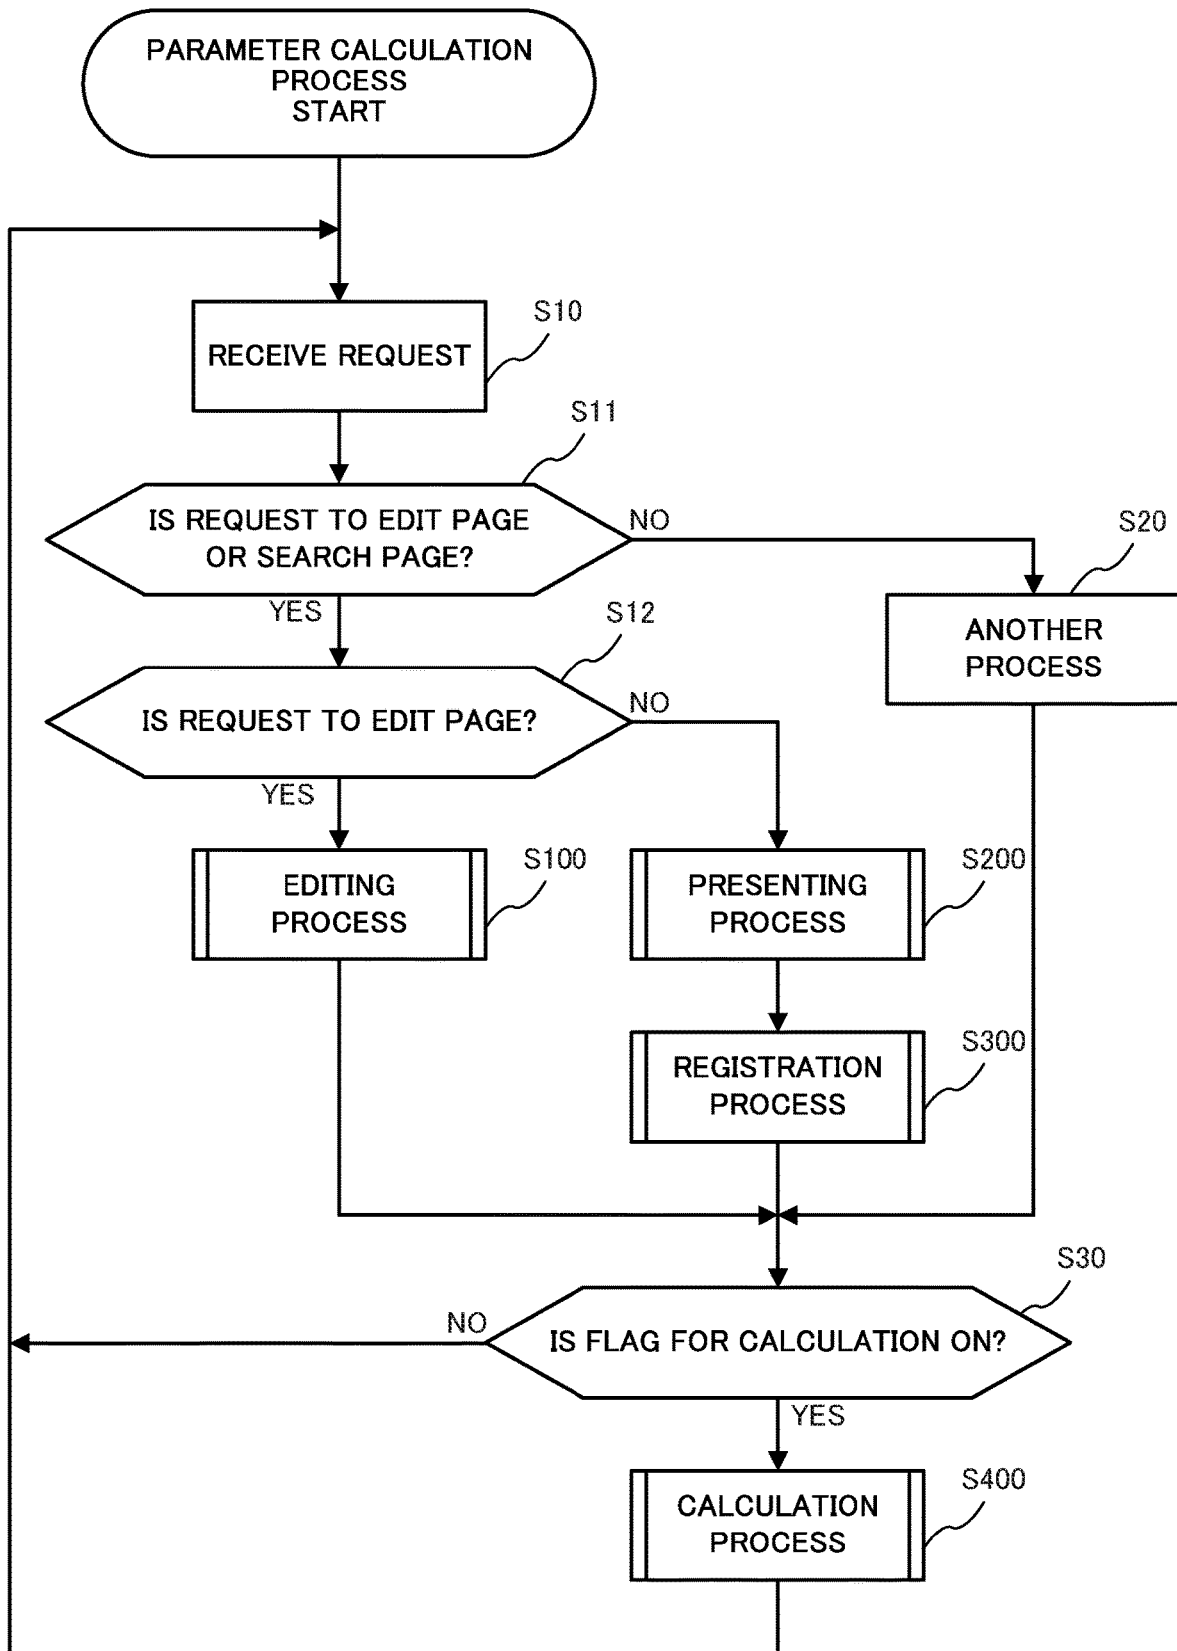 PARAMETER CALCULATION
PROCESS
START
S10
RECEIVE REQUEST
S11
IS REQUEST TO EDIT PAGE
OR SEARCH PAGE?
NO
YES
S20
ANOTHER
PROCESS
S12
IS REQUEST TO EDIT PAGE?
NO
YES
S100
EDITING
PROCESS
S200
PRESENTING
PROCESS
S300
REGISTRATION
PROCESS
S30
IS FLAG FOR CALCULATION ON?
NO
YES
S400
CALCULATION
PROCESS